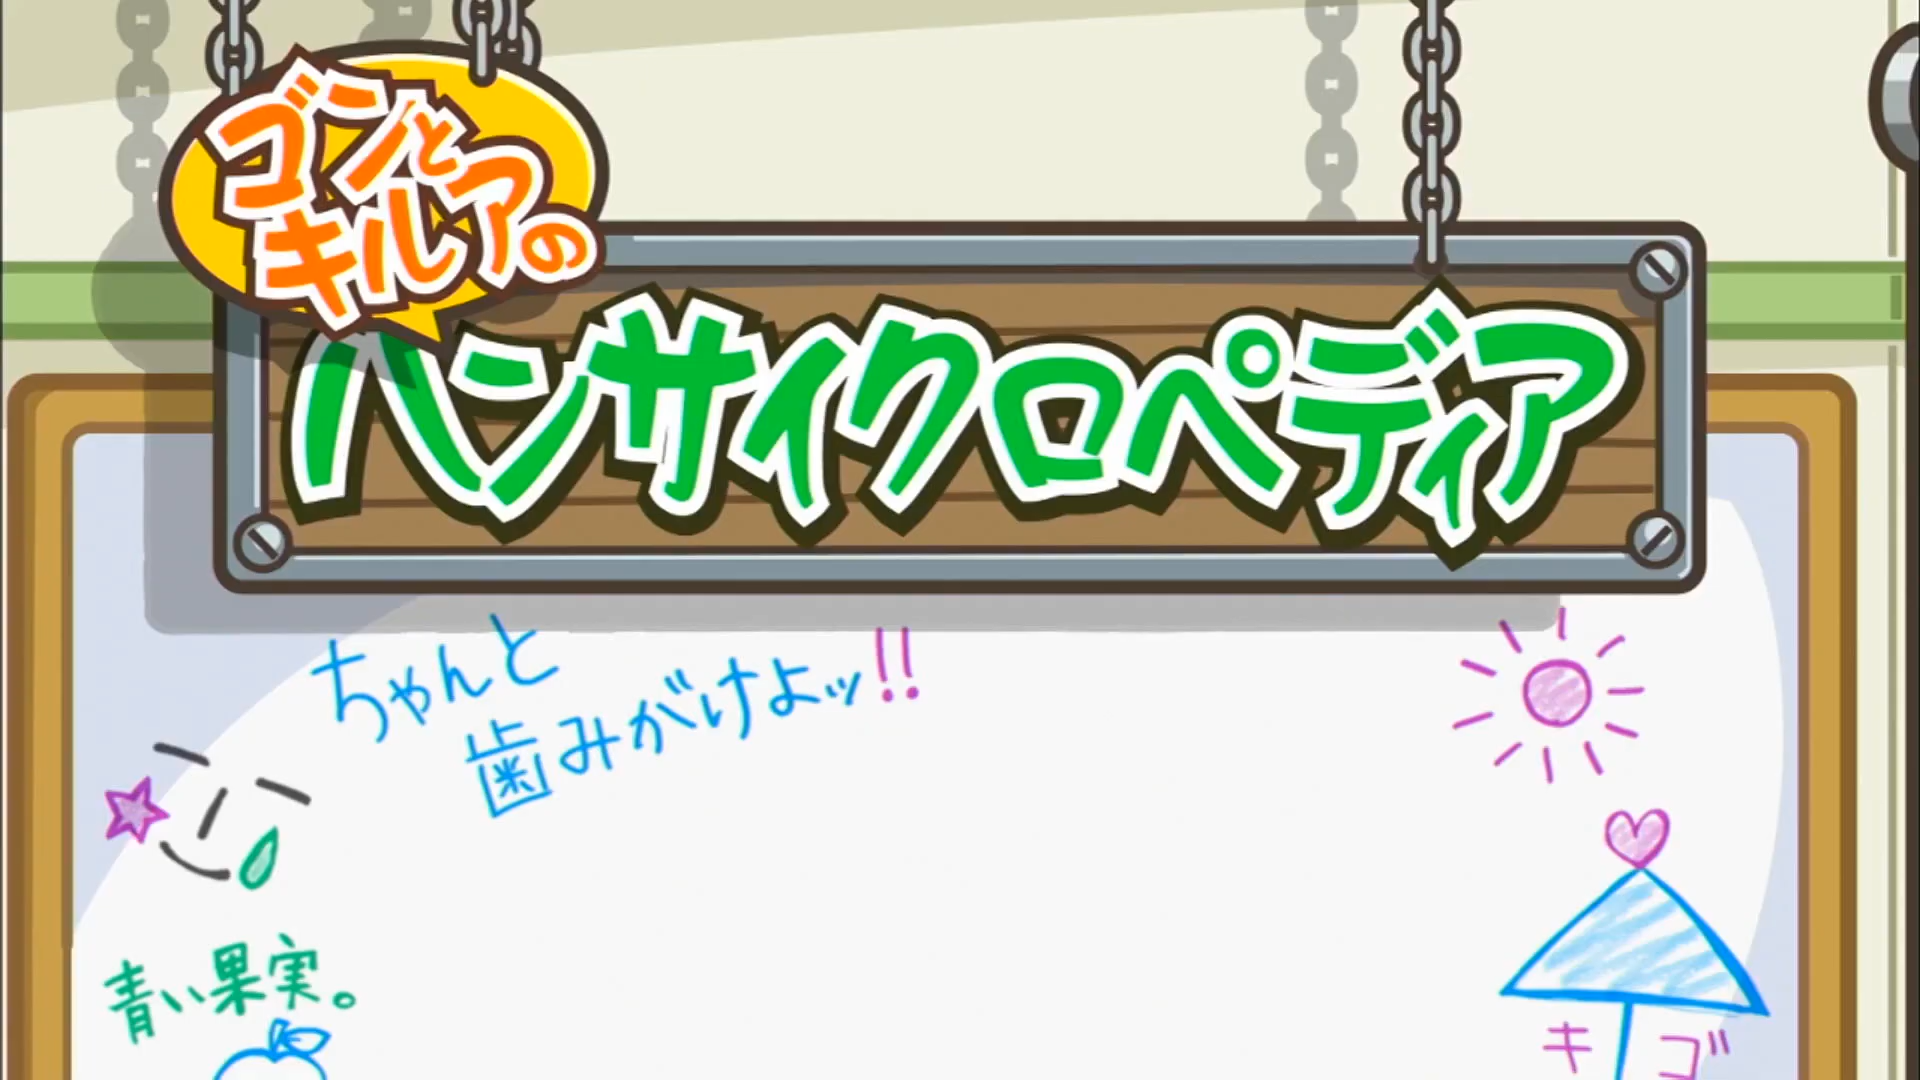 ゴンと
キルアの
ハンサイクロペディア
ちゃんと
歯みがけよッ!!
青い果実。
キ ゴ